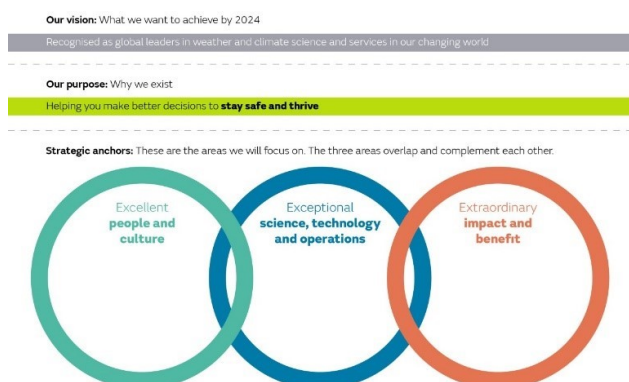 Our vision: What we want to achieve by 2024
Recognised as global leaders in weather and climate science and services in our changing world
Our purpose: Why we exist
Helping you make better decisions to stay safe and thrive
Strategic anchors: These are the areas we will focus on. The three areas overlap and complement each other.
Excellent
people and
culture
Exceptional
science, technology
and operations
Extraordinary
impact and
benefit